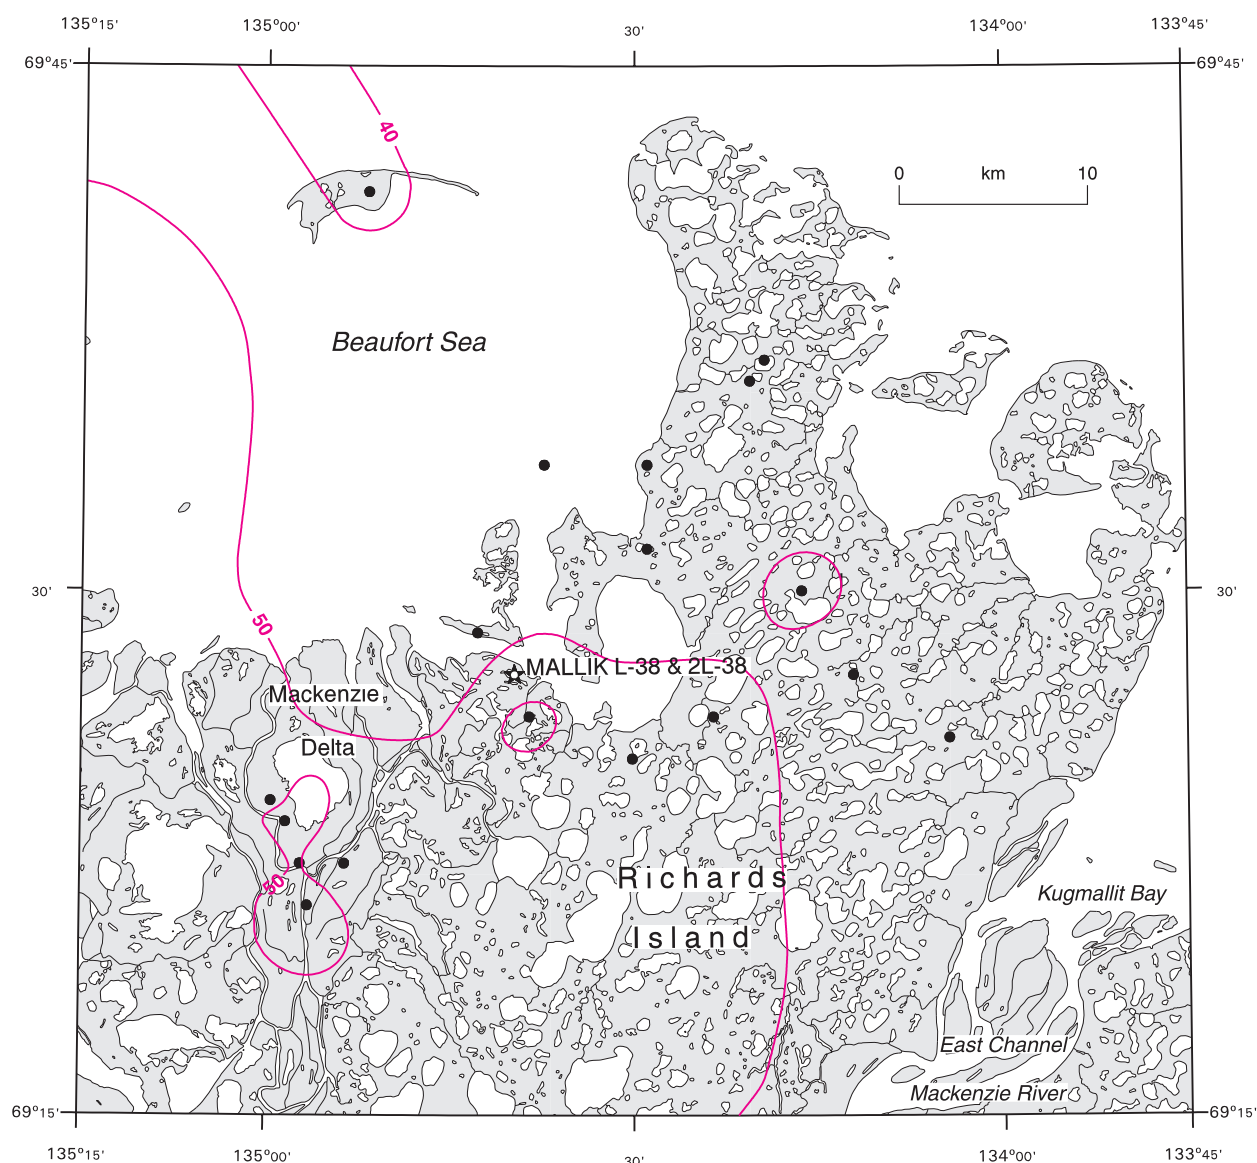 135°15' 135°00' 30' 134°00' 133°45'
69°45' 69°45'
40
0 km 10
Beaufort Sea
30' 30'
50
MALLIK L-38 & 2L-38
Mackenzie
Delta
50
Richards
Kugmallit Bay
Island
East Channel
Mackenzie River
69°15' 69°15'
135°15' 135°00' 30' 134°00' 133°45'